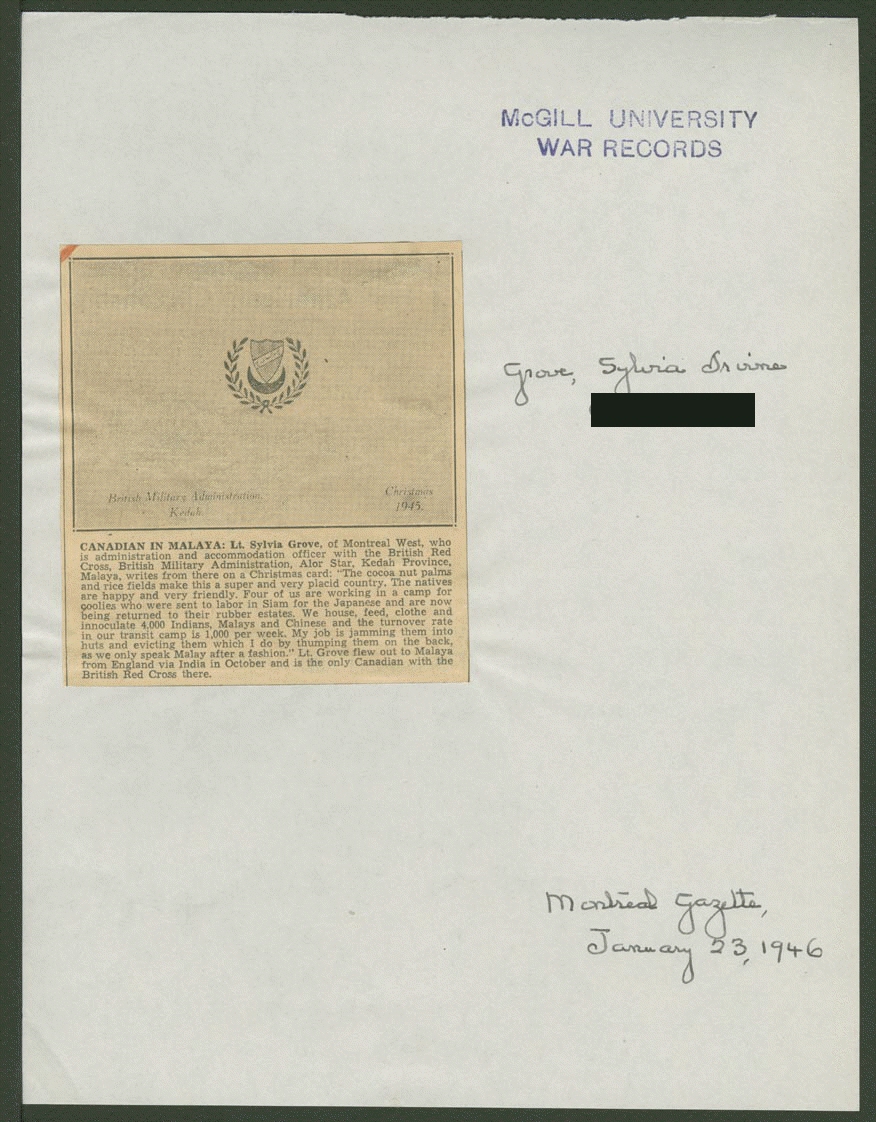 McGILL UNIVERSITY
WAR RECORDS
Grove, Sylvia Irvine
British Military Administration,
Kedah.
Christmas
1945.
CANADIAN IN MALAYA: Lt. Sylvia Grove, of Montreal West, who
is administration and accommodation officer with the British Red
Cross, British Military Administration, Alor Star, Kedah Province,
Malaya, writes from there on a Christmas card: "The cocoa nut palms
and rice fields make this a super and very placid country. The natives
are happy and very friendly. Four of us are working in a camp for
coolies who were sent to labor in Siam for the Japanese and are now
being returned to their rubber estates. We house, feed, clothe and
innoculate 4,000 Indians, Malays and Chinese and the turnover rate
in our transit camp is 1,000 per week. My job is jamming them into
huts and evicting them which I do by thumping them on the back,
as we only speak Malay after a fashion." Lt. Grove flew out to Malaya
from England via India in October and is the only Canadian with the
British Red Cross there.
Montreal Gazette,
January 23, 1946